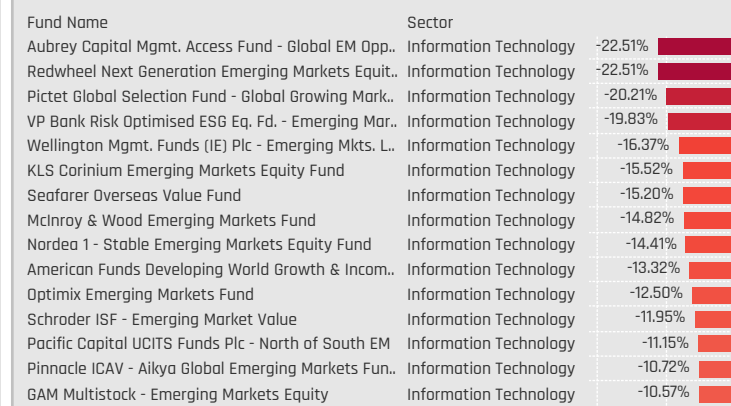 Fund Name Sector
Aubrey Capital Mgmt. Access Fund - Global EM Opp.. Information Technology -22.51%
Redwheel Next Generation Emerging Markets Equit.. Information Technology -22.51%
Pictet Global Selection Fund - Global Growing Mark.. Information Technology -20.21%
VP Bank Risk Optimised ESG Eq. Fd. - Emerging Mar.. Information Technology -19.83%
Wellington Mgmt. Funds (IE) Plc - Emerging Mkts. L.. Information Technology -16.37%
KLS Corinium Emerging Markets Equity Fund Information Technology -15.52%
Seafarer Overseas Value Fund Information Technology -15.20%
McInroy & Wood Emerging Markets Fund Information Technology -14.82%
Nordea 1 - Stable Emerging Markets Equity Fund Information Technology -14.41%
American Funds Developing World Growth & Incom.. Information Technology -13.32%
Optimix Emerging Markets Fund Information Technology -12.50%
Schroder ISF - Emerging Market Value Information Technology -11.95%
Pacific Capital UCITS Funds Plc - North of South EM Information Technology -11.15%
Pinnacle ICAV - Aikya Global Emerging Markets Fun.. Information Technology -10.72%
GAM Multistock - Emerging Markets Equity Information Technology -10.57%